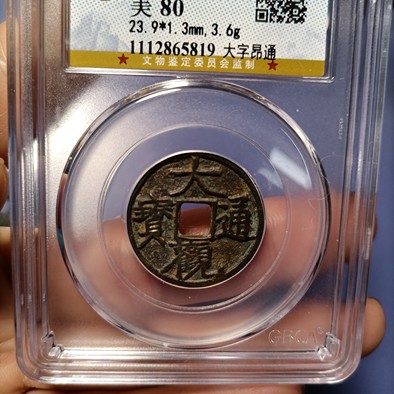 美 80
23.9*1.3mm,3.6g
1112865819 大字昂通
文物鉴定委员会监制
大觀通寶
GBCA